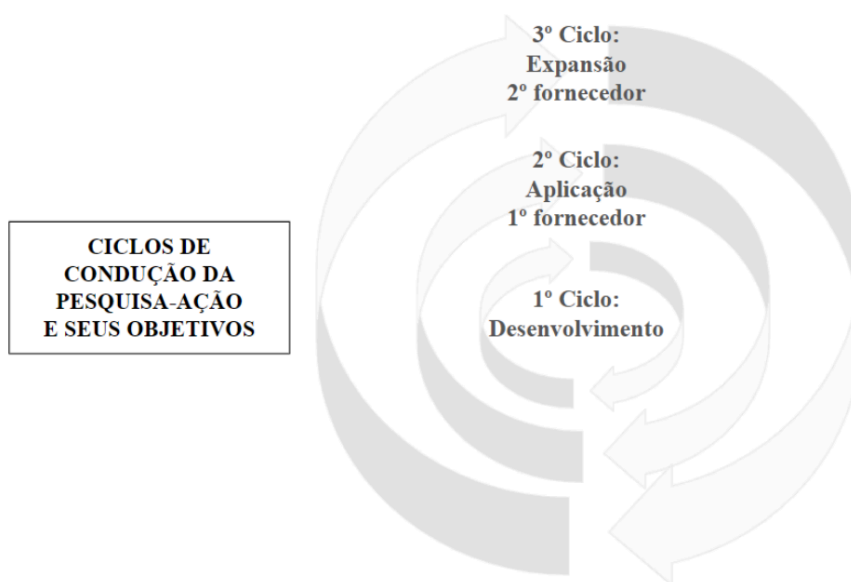 3º Ciclo:
Expansão
2º fornecedor
2º Ciclo:
Aplicação
1º fornecedor
CICLOS DE
CONDUÇÃO DA
PESQUISA-AÇÃO
E SEUS OBJETIVOS
1º Ciclo:
Desenvolvimento